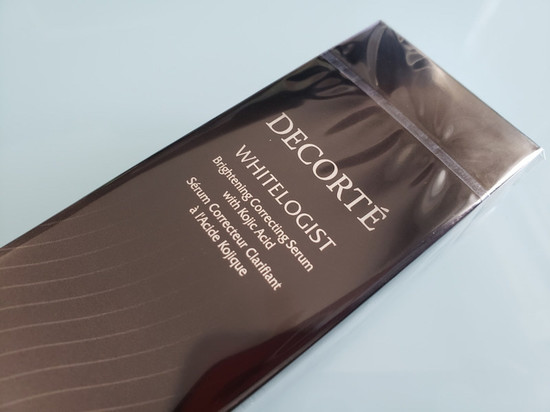 DECORTÉ
WHITELOGIST
Brightening Correcting Serum
with Kojic Acid
Sérum Correcteur Clarifiant
à l'Acide Kojique